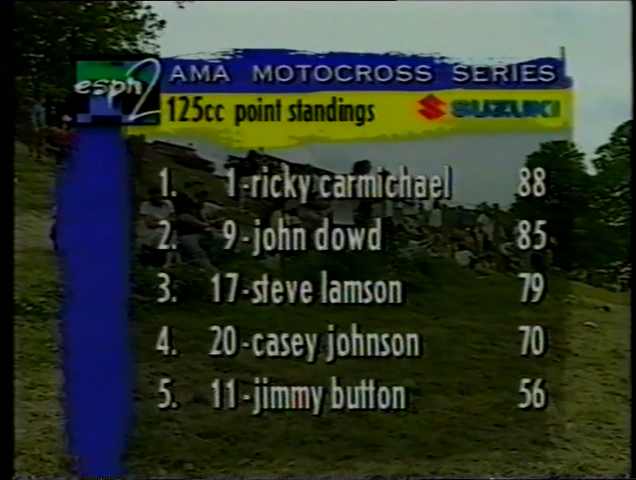 espn2 AMA MOTOCROSS SERIES
125cc point standings SUZUKI
1. 1-ricky carmichael 88
2. 9-john dowd 85
3. 17-steve lamson 79
4. 20-casey johnson 70
5. 11-jimmy button 56